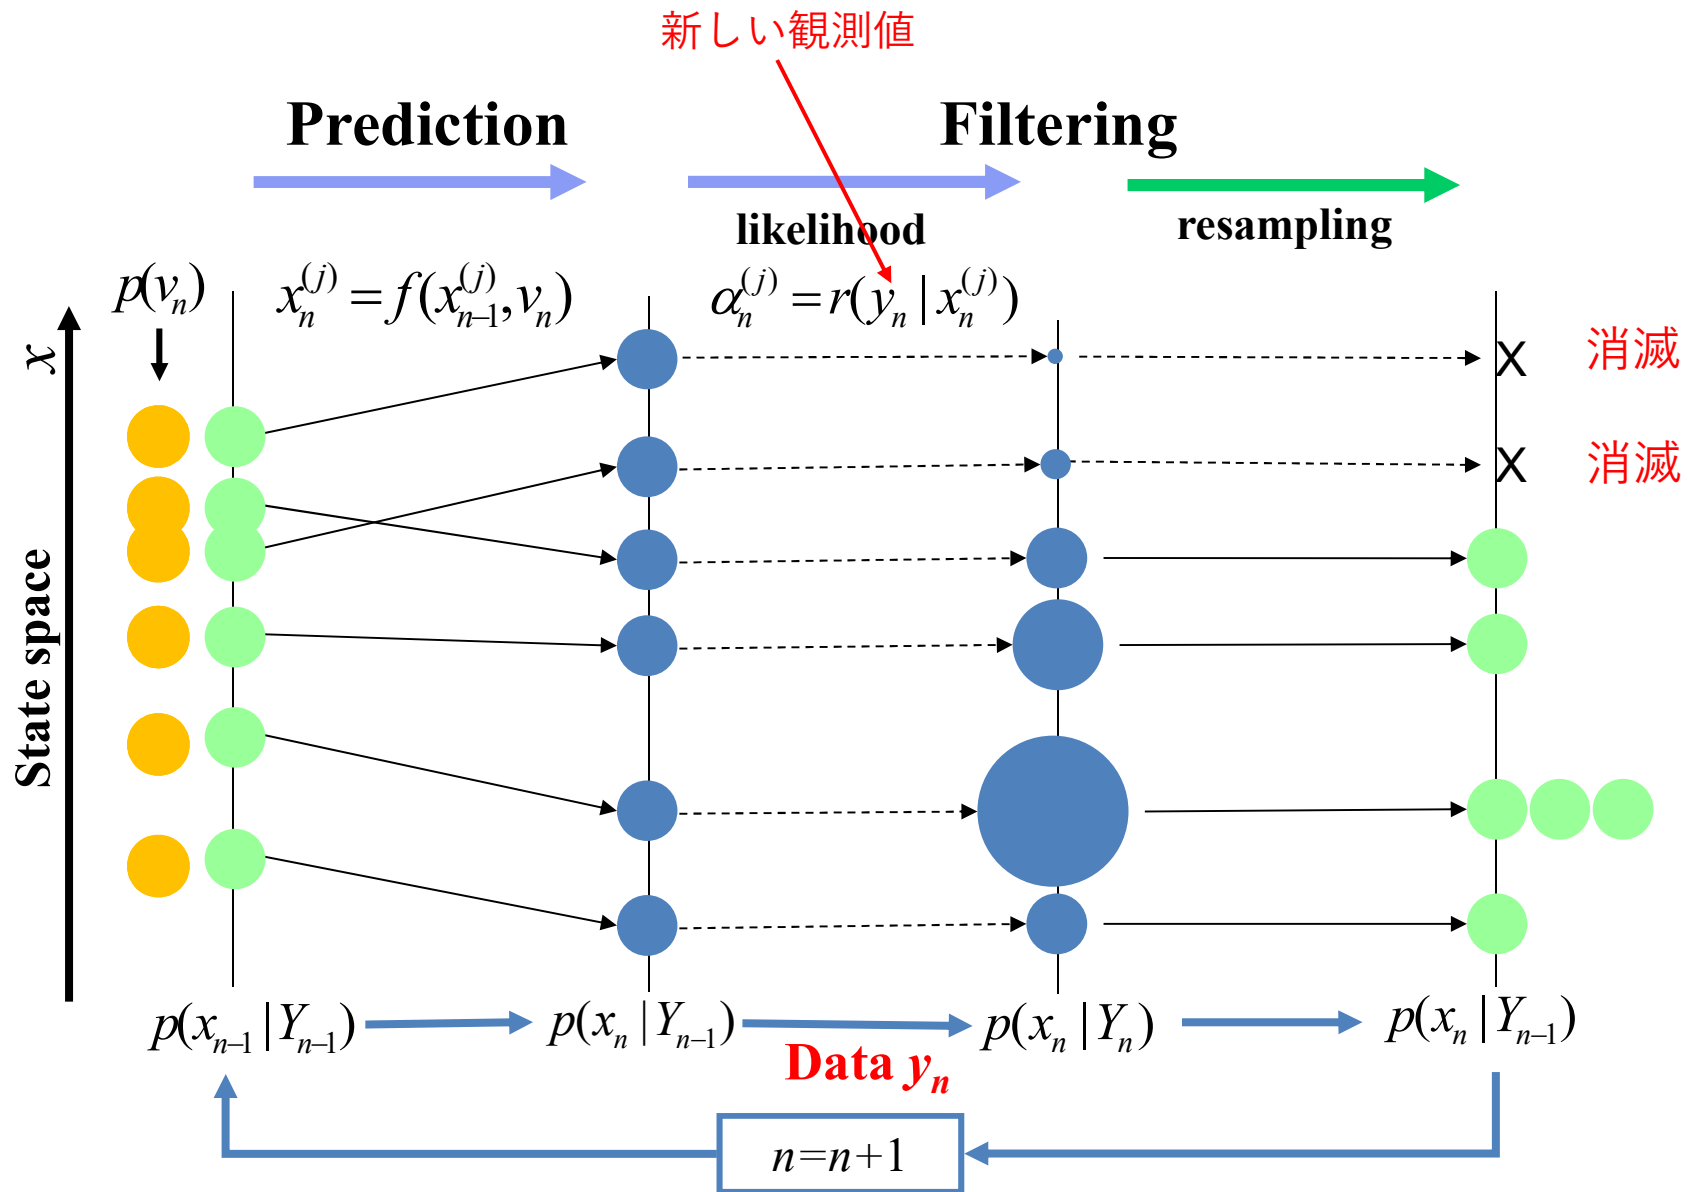 新しい観測値
Prediction
Filtering
likelihood
resampling
p(v_n)
x_n^{(j)} = f(x_{n-1}^{(j)}, v_n)
α_n^{(j)} = r(y_n | x_n^{(j)})
x
State space
X
消滅
X
消滅
p(x_{n-1} | Y_{n-1})
p(x_n | Y_{n-1})
p(x_n | Y_n)
p(x_n | Y_{n-1})
Data y_n
n=n+1